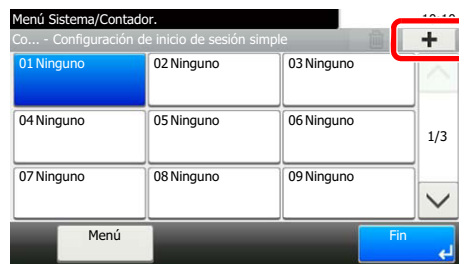 Menú Sistema/Contador.
Co... - Configuración de inicio de sesión simple
01 Ninguno
02 Ninguno
03 Ninguno
04 Ninguno
05 Ninguno
06 Ninguno
1/3
07 Ninguno
08 Ninguno
09 Ninguno
Menú
Fin